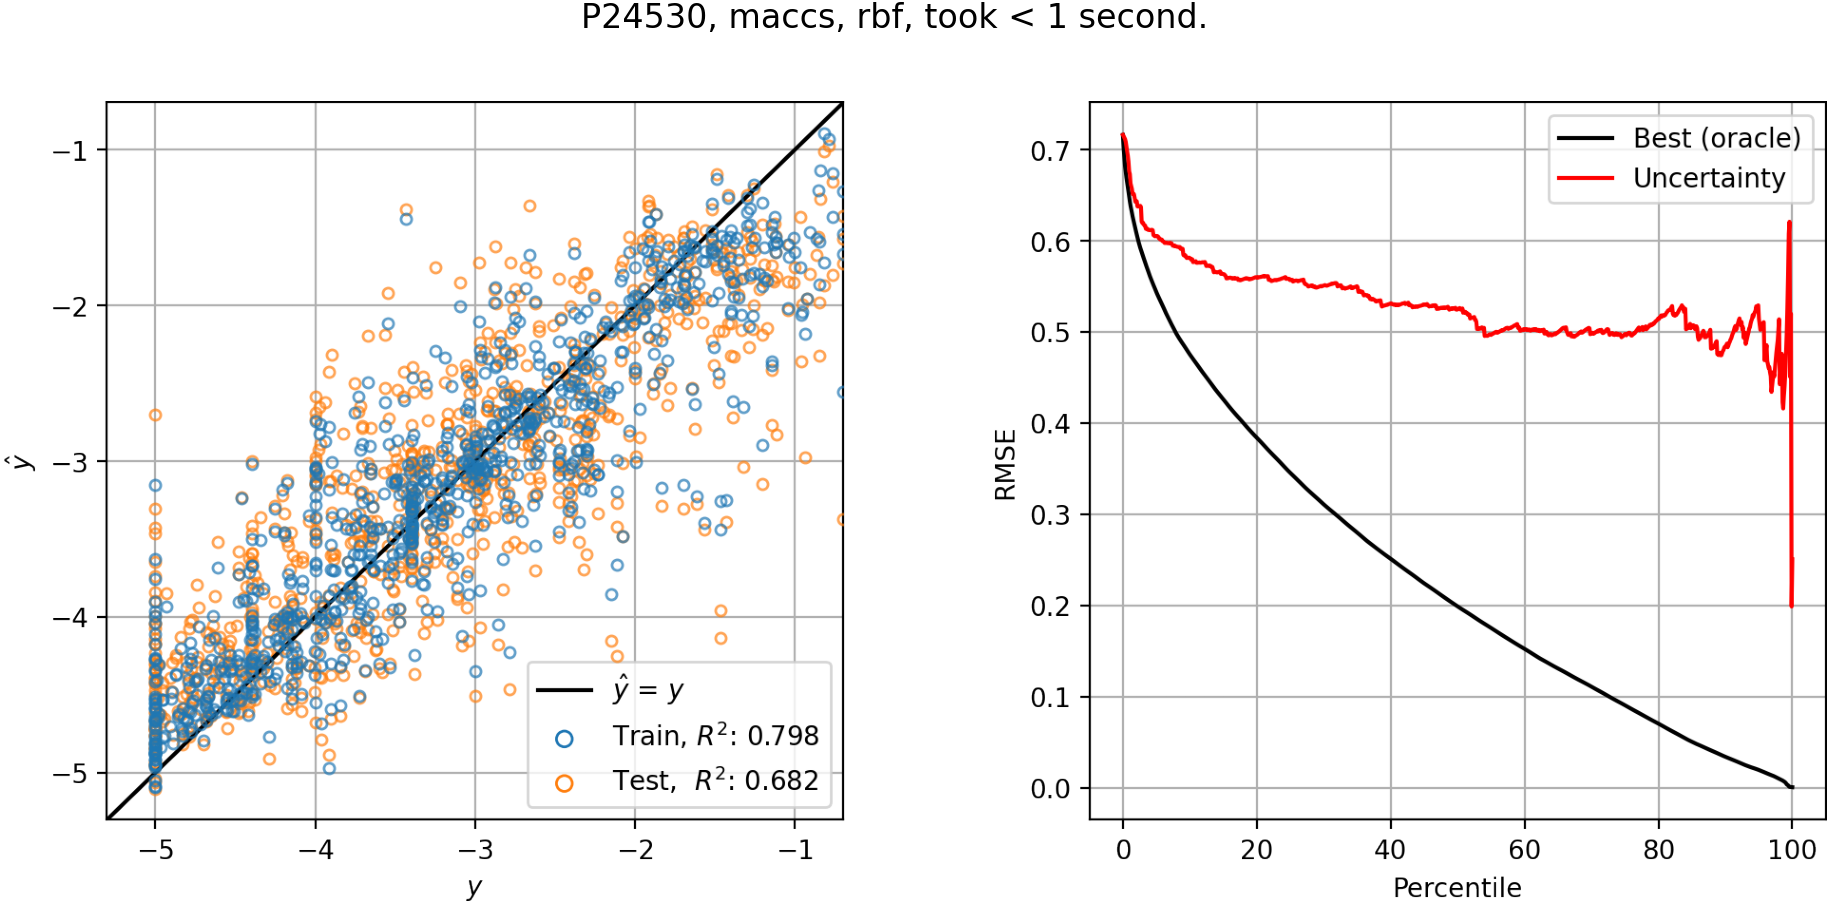 P24530, maccs, rbf, took < 1 second.
−1
−2
−3
−4
−5
ŷ
−5 −4 −3 −2 −1
y
ŷ = y
Train, R²: 0.798
Test, R²: 0.682
0.7
0.6
0.5
0.4
0.3
0.2
0.1
0.0
RMSE
0 20 40 60 80 100
Percentile
Best (oracle)
Uncertainty